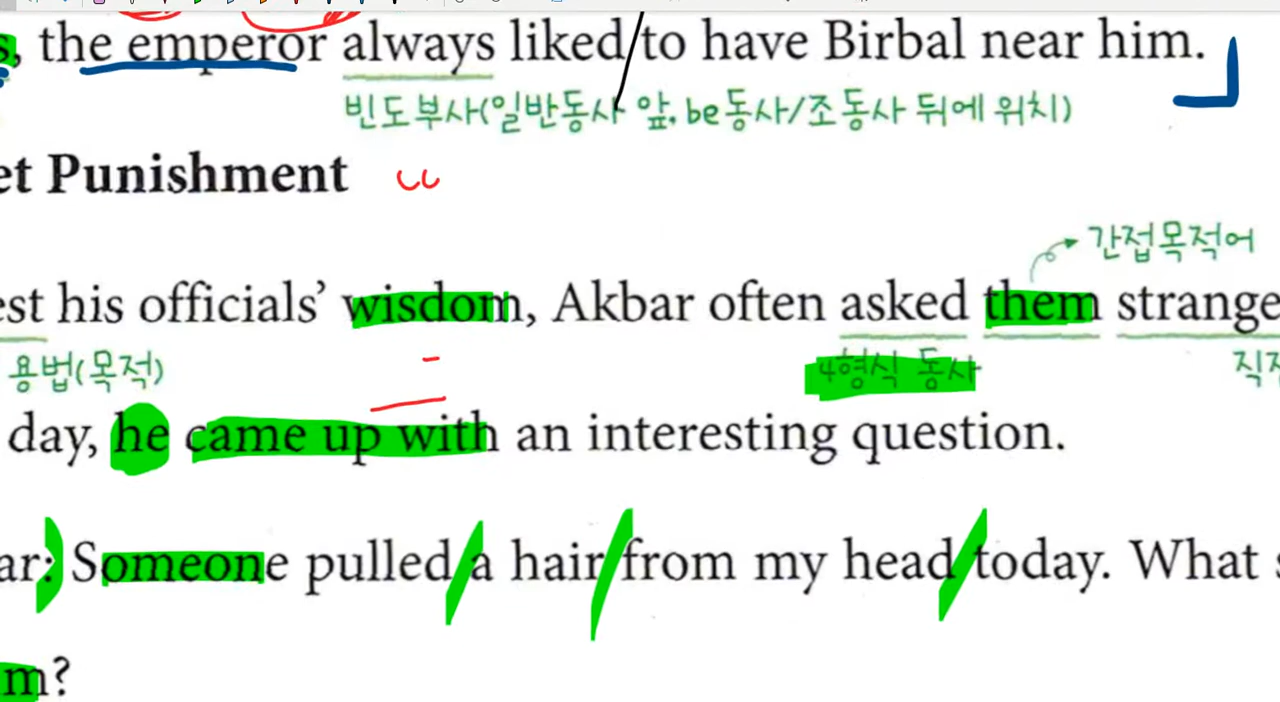 s, the emperor always liked/to have Birbal near him.
빈도부사(일반동사 앞, be동사/조동사 뒤에 위치)
et Punishment
간접목적어
est his officials’ wisdom, Akbar often asked them strange
용법(목적) 4형식 동사 직접
day, he came up with an interesting question.
ar: Someone pulled/a hair/from my head/today. What s
m?